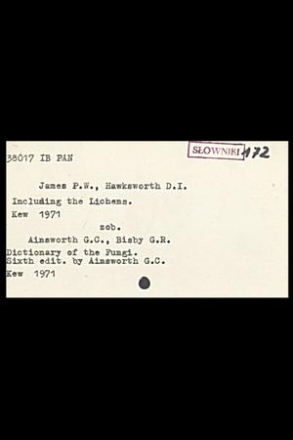 SŁOWNIKI 172
38017 IB PAN
James P.W., Hawksworth D.I.
Including the Lichens.
Kew 1971
zob.
Ainsworth G.C., Bisby G.R.
Dictionary of the Fungi.
Sixth edit. by Ainsworth G.C.
Kew 1971